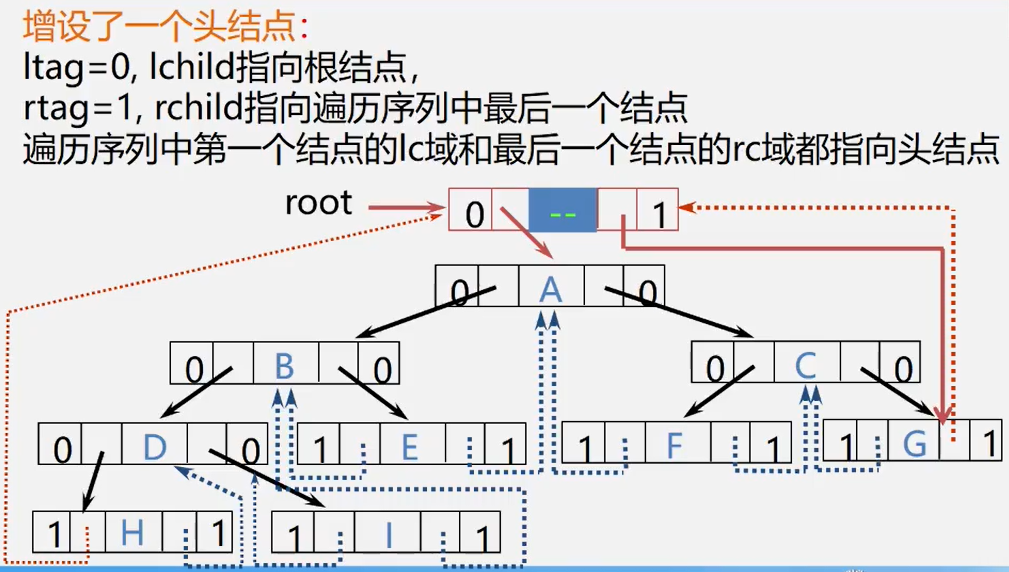 增设了一个头结点：
ltag=0, lchild指向根结点，
rtag=1, rchild指向遍历序列中最后一个结点
遍历序列中第一个结点的lc域和最后一个结点的rc域都指向头结点
root 0 -- 1
0 A 0
0 B 0 0 C 0
0 D 0 1 E 1 1 F 1 1 G 1
1 H 1 1 I 1